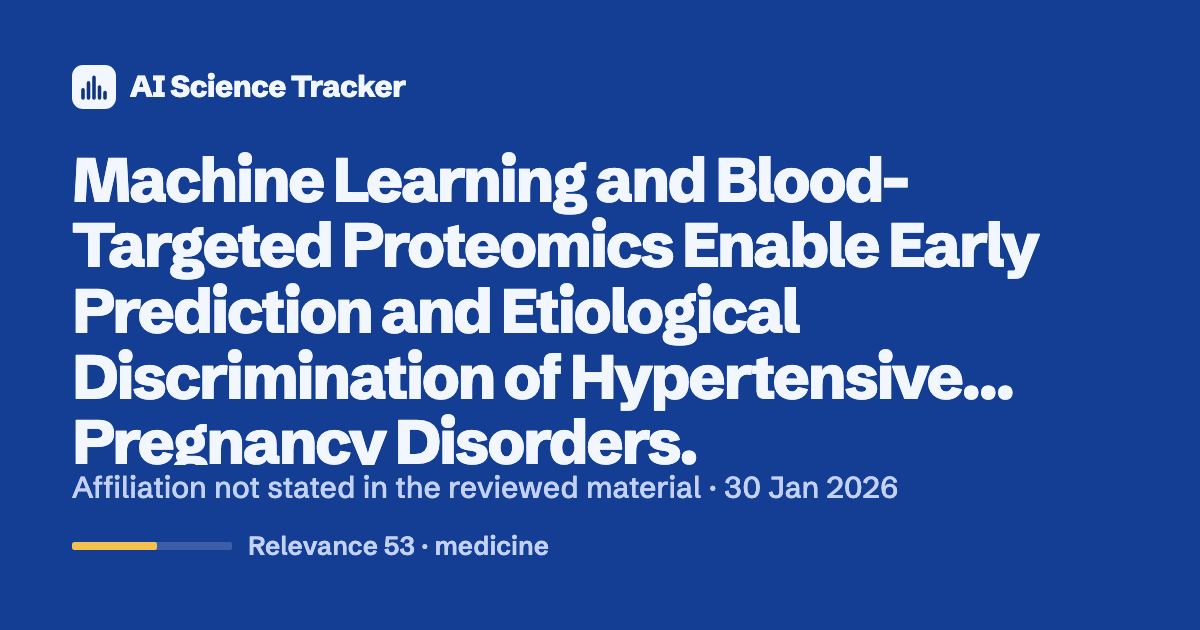 AI Science Tracker
Machine Learning and Blood-
Targeted Proteomics Enable Early
Prediction and Etiological
Discrimination of Hypertensive...
Pregnancy Disorders.
Affiliation not stated in the reviewed material · 30 Jan 2026
Relevance 53 · medicine